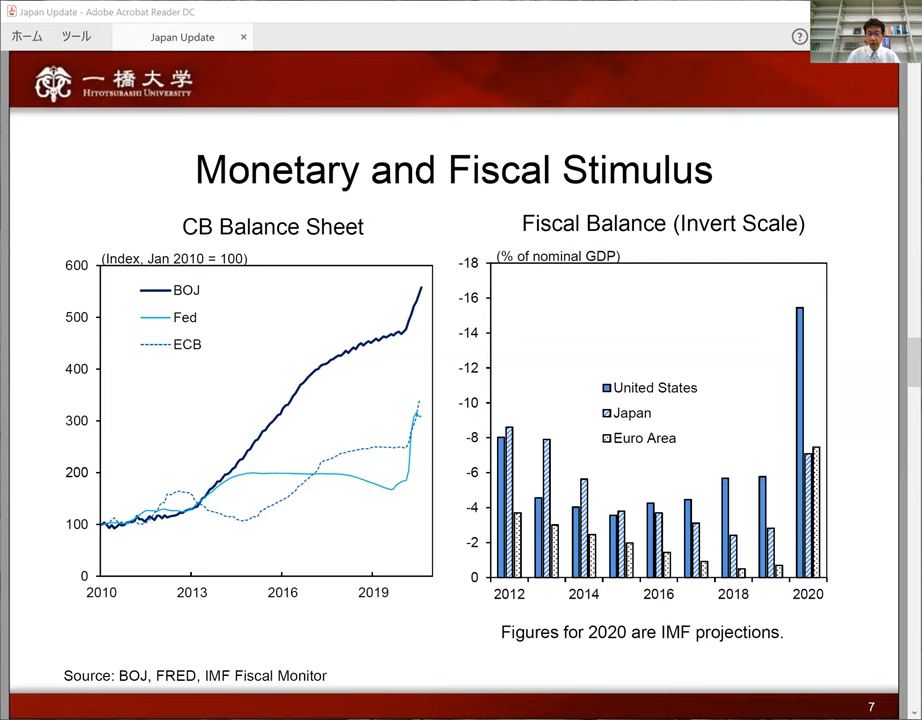 Japan Update - Adobe Acrobat Reader DC
ホーム ツール Japan Update × ?
一橋大学
HITOTSUBASHI UNIVERSITY
Monetary and Fiscal Stimulus
CB Balance Sheet
(Index, Jan 2010 = 100)
600
500
400
300
200
100
0
BOJ
Fed
ECB
2010 2013 2016 2019
Fiscal Balance (Invert Scale)
(% of nominal GDP)
-18
-16
-14
-12
-10
-8
-6
-4
-2
0
United States
Japan
Euro Area
2012 2014 2016 2018 2020
Figures for 2020 are IMF projections.
Source: BOJ, FRED, IMF Fiscal Monitor
7